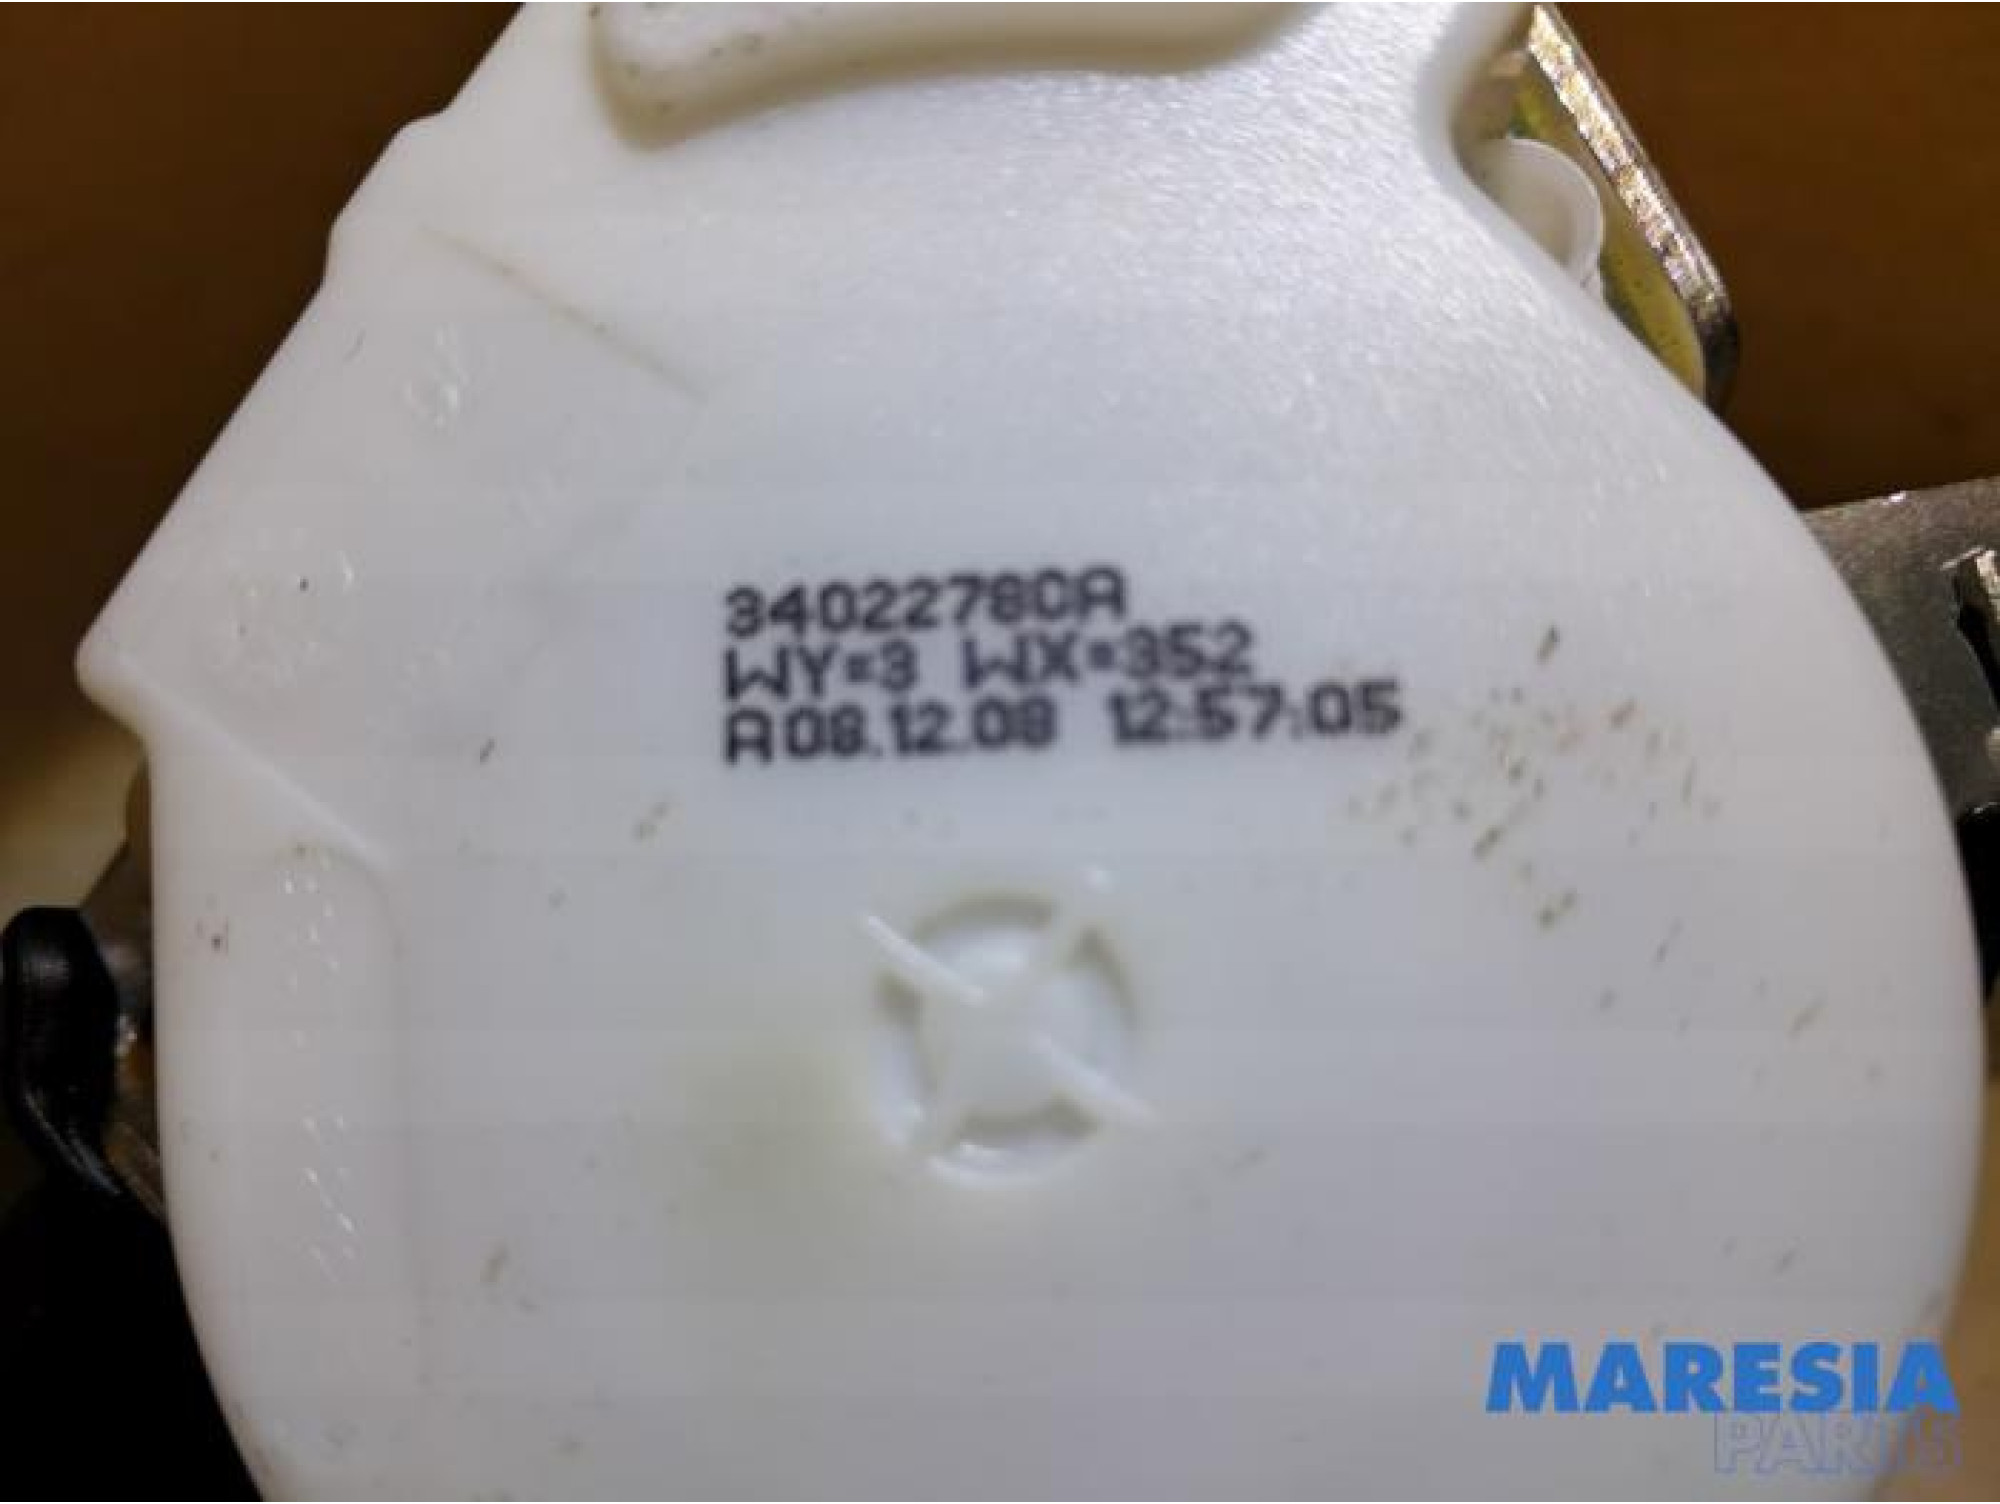 34022780A
WY=3 WX=352
A08.12.08 12:57:05
MARESIA
PARTS